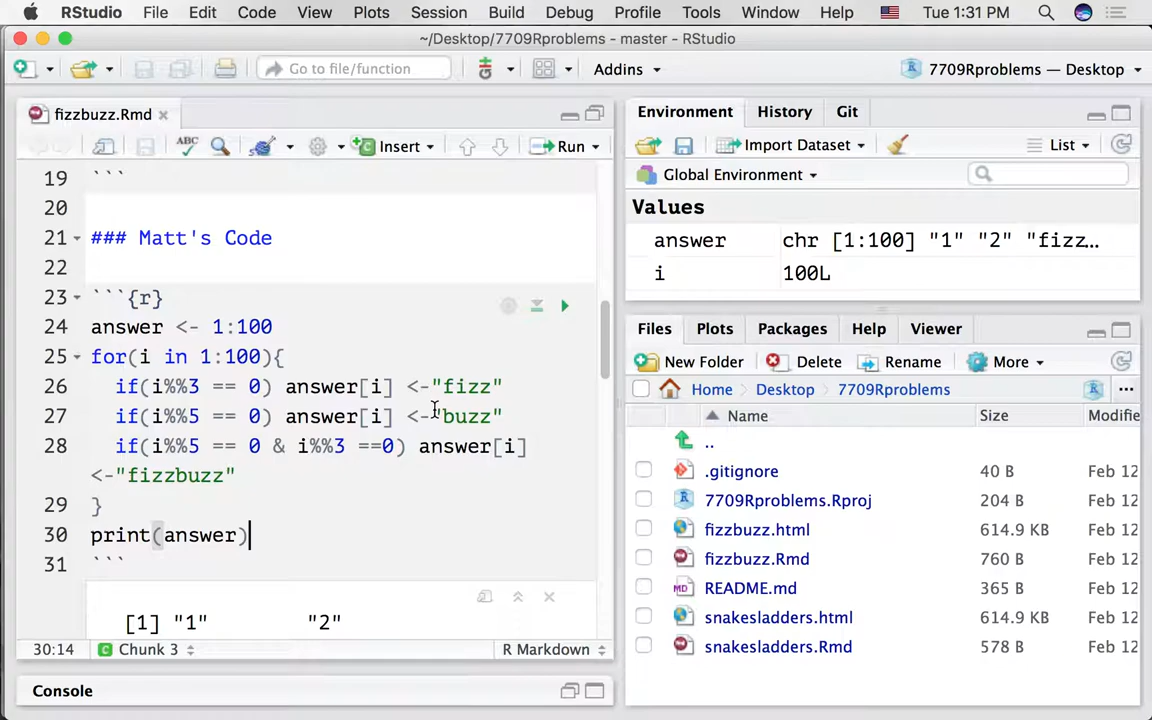 RStudio File Edit Code View Plots Session Build Debug Profile Tools Window Help Tue 1:31 PM
~/Desktop/7709Rproblems - master - RStudio
Go to file/function Addins 7709Rproblems — Desktop
fizzbuzz.Rmd
ABC Insert Run
19 ```
20
21 ### Matt's Code
22
23 ```{r}
24 answer <- 1:100
25 for(i in 1:100){
26 if(i%%3 == 0) answer[i] <-"fizz"
27 if(i%%5 == 0) answer[i] <-"buzz"
28 if(i%%5 == 0 & i%%3 ==0) answer[i]
<-"fizzbuzz"
29 }
30 print(answer)
31 ```
[1] "1" "2"
30:14 Chunk 3 R Markdown
Console
Environment History Git
Import Dataset List
Global Environment
Values
answer chr [1:100] "1" "2" "fizz…
i 100L
Files Plots Packages Help Viewer
New Folder Delete Rename More
Home Desktop 7709Rproblems
Name Size Modifie
..
.gitignore 40 B Feb 12
7709Rproblems.Rproj 204 B Feb 12
fizzbuzz.html 614.9 KB Feb 12
fizzbuzz.Rmd 760 B Feb 12
README.md 365 B Feb 12
snakesladders.html 614.9 KB Feb 12
snakesladders.Rmd 578 B Feb 12